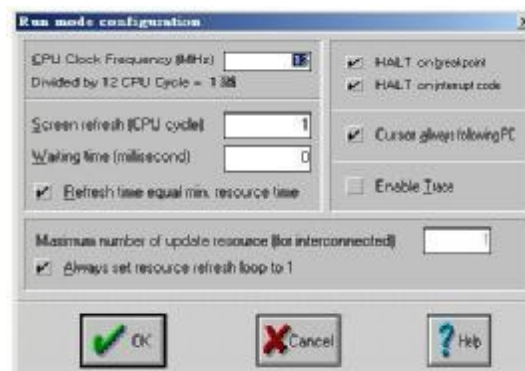 Run mode configuration
CPU Clock Frequency (MHz)
Divided by 12 CPU Cycle =
Screen refresh (CPU cycle) 1
Waiting time (milisecond) 0
Refresh time equal min. resource time
HALT on breakpoint
HALT on interrupt code
Cursor always following PC
Enable Trace
Maximum number of update resource (for interconnected) 1
Always set resource refresh loop to 1
OK
Cancel
Help